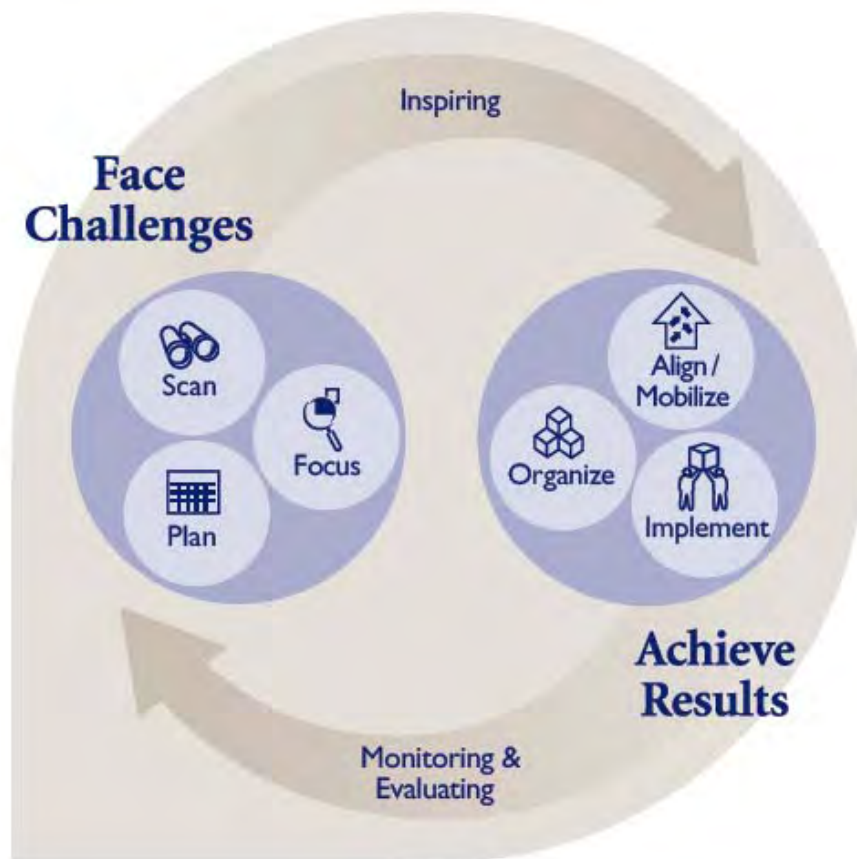 Inspiring
Face
Challenges
Scan
Focus
Plan
Align /
Mobilize
Organize
Implement
Achieve
Results
Monitoring &
Evaluating